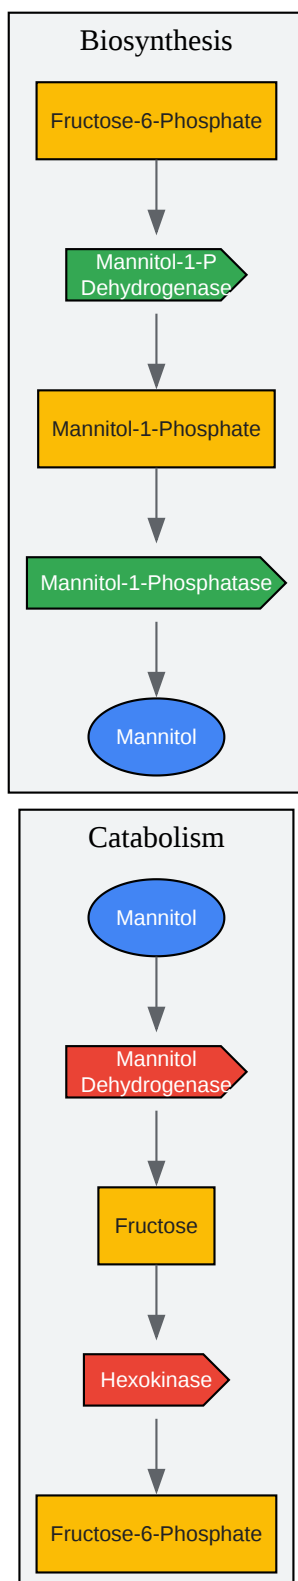 Biosynthesis
Fructose-6-Phosphate
Mannitol-1-P
Dehydrogenase
Mannitol-1-Phosphate
Mannitol-1-Phosphatase
Mannitol
Catabolism
Mannitol
Mannitol
Dehydrogenase
Fructose
Hexokinase
Fructose-6-Phosphate